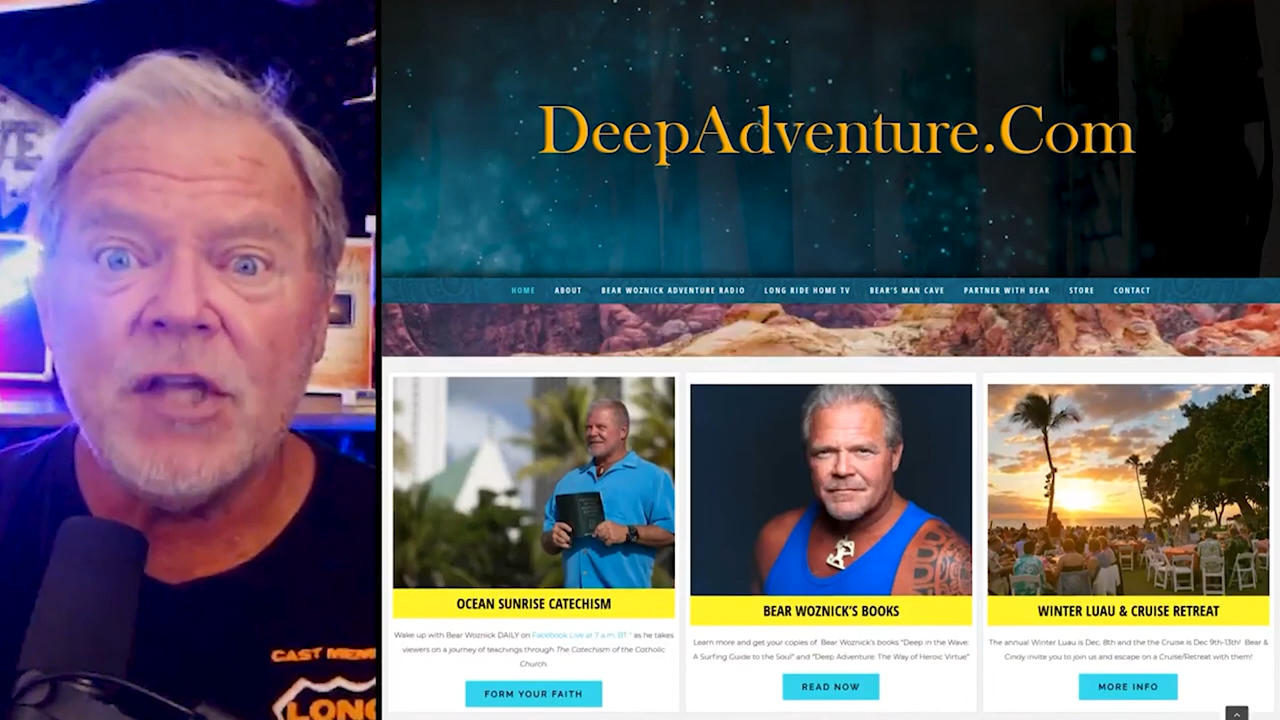 DeepAdventure.Com
HOME ABOUT BEAR WOZNICK ADVENTURE RADIO LONG RIDE HOME TV BEAR'S MAN CAVE PARTNER WITH BEAR STORE CONTACT
OCEAN SUNRISE CATECHISM
Wake up with Bear Woznick DAILY on Facebook Live at 7 a.m. BT * as he takes
viewers on a journey of teachings through The Catechism of the Catholic
Church.
FORM YOUR FAITH
BEAR WOZNICK'S BOOKS
Learn more and get your copies of Bear Woznick's books "Deep in the Wave:
A Surfing Guide to the Soul" and "Deep Adventure: The Way of Heroic Virtue"
READ NOW
WINTER LUAU & CRUISE RETREAT
The annual Winter Luau is Dec. 8th and the the Cruise is Dec 9th-13th! Bear &
Cindy invite you to join us and escape on a Cruise/Retreat with them!
MORE INFO
CAST MEM
LONG